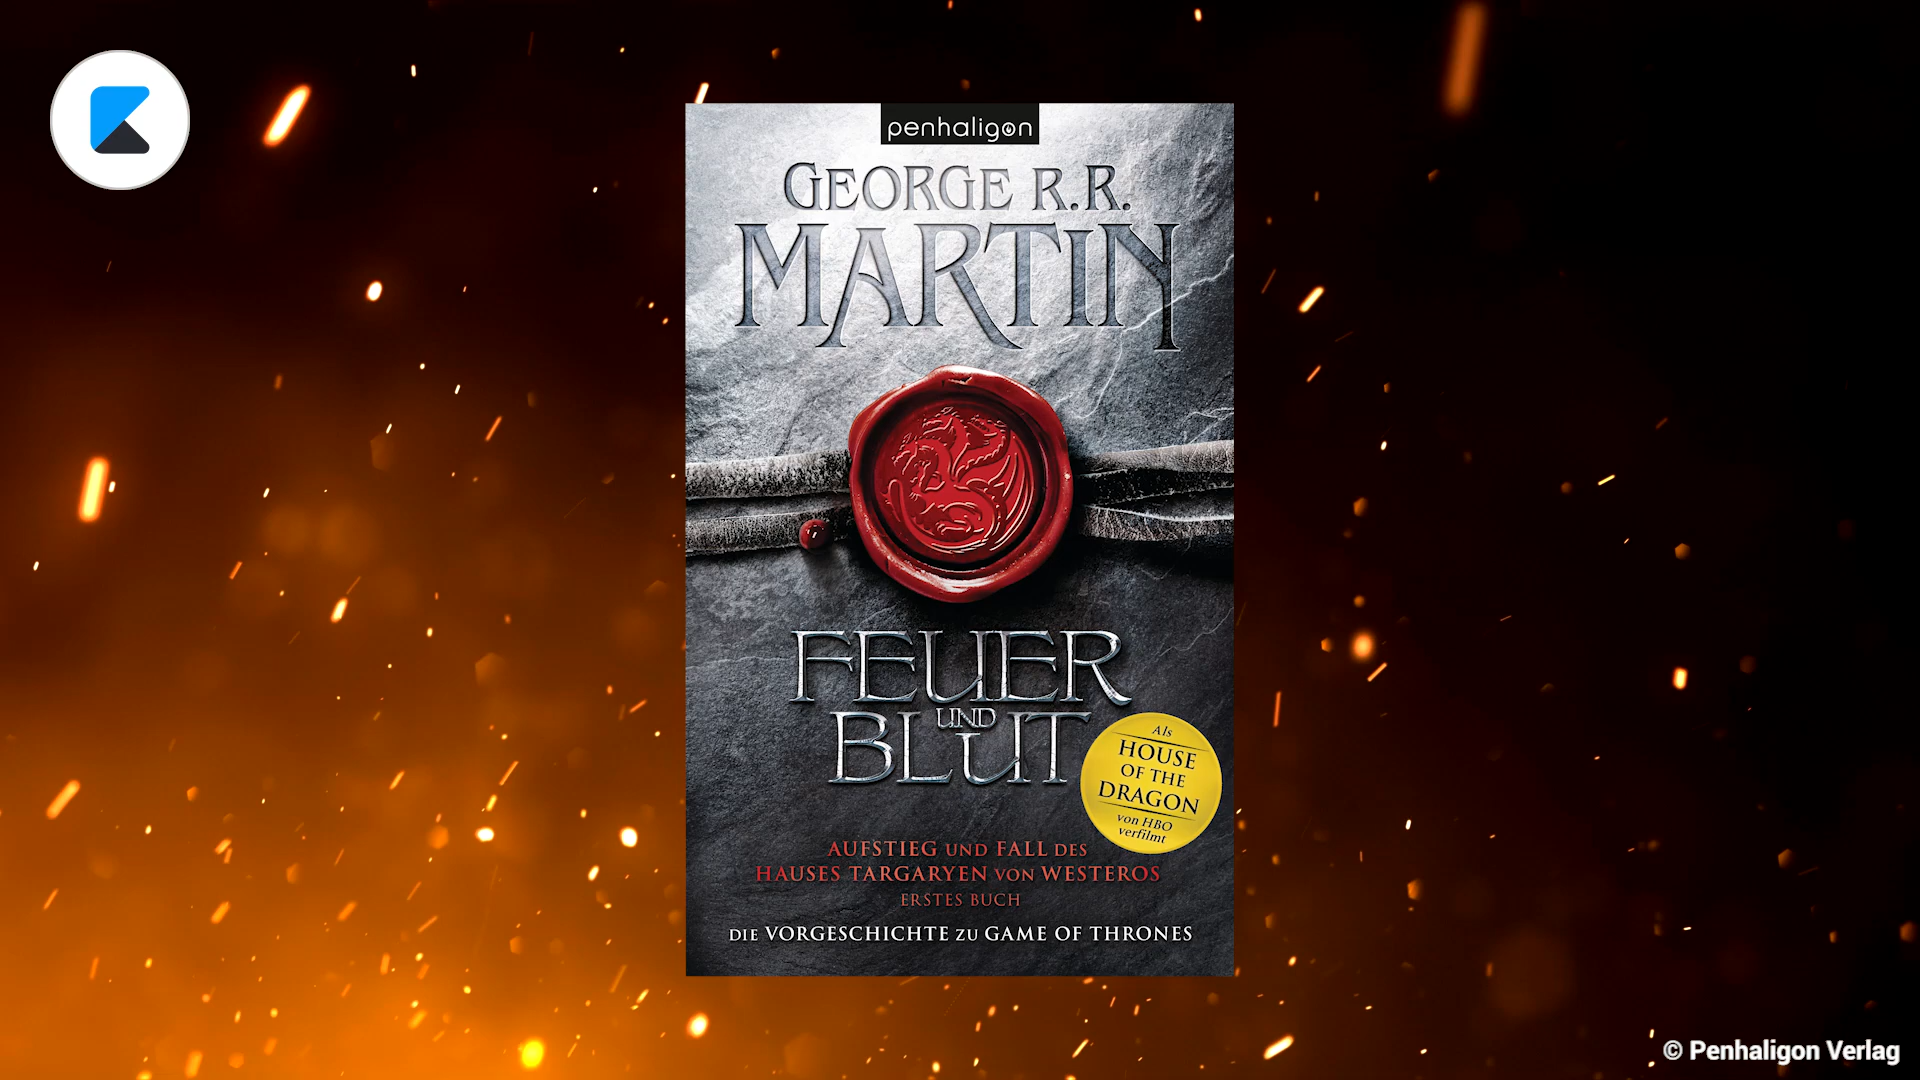 penhaligon
GEORGE R.R.
MARTIN
FEUER
UND
BLUT
Als
HOUSE
OF THE
DRAGON
von HBO
verfilmt
AUFSTIEG UND FALL DES
HAUSES TARGARYEN VON WESTEROS
ERSTES BUCH
DIE VORGESCHICHTE ZU GAME OF THRONES
© Penhaligon Verlag